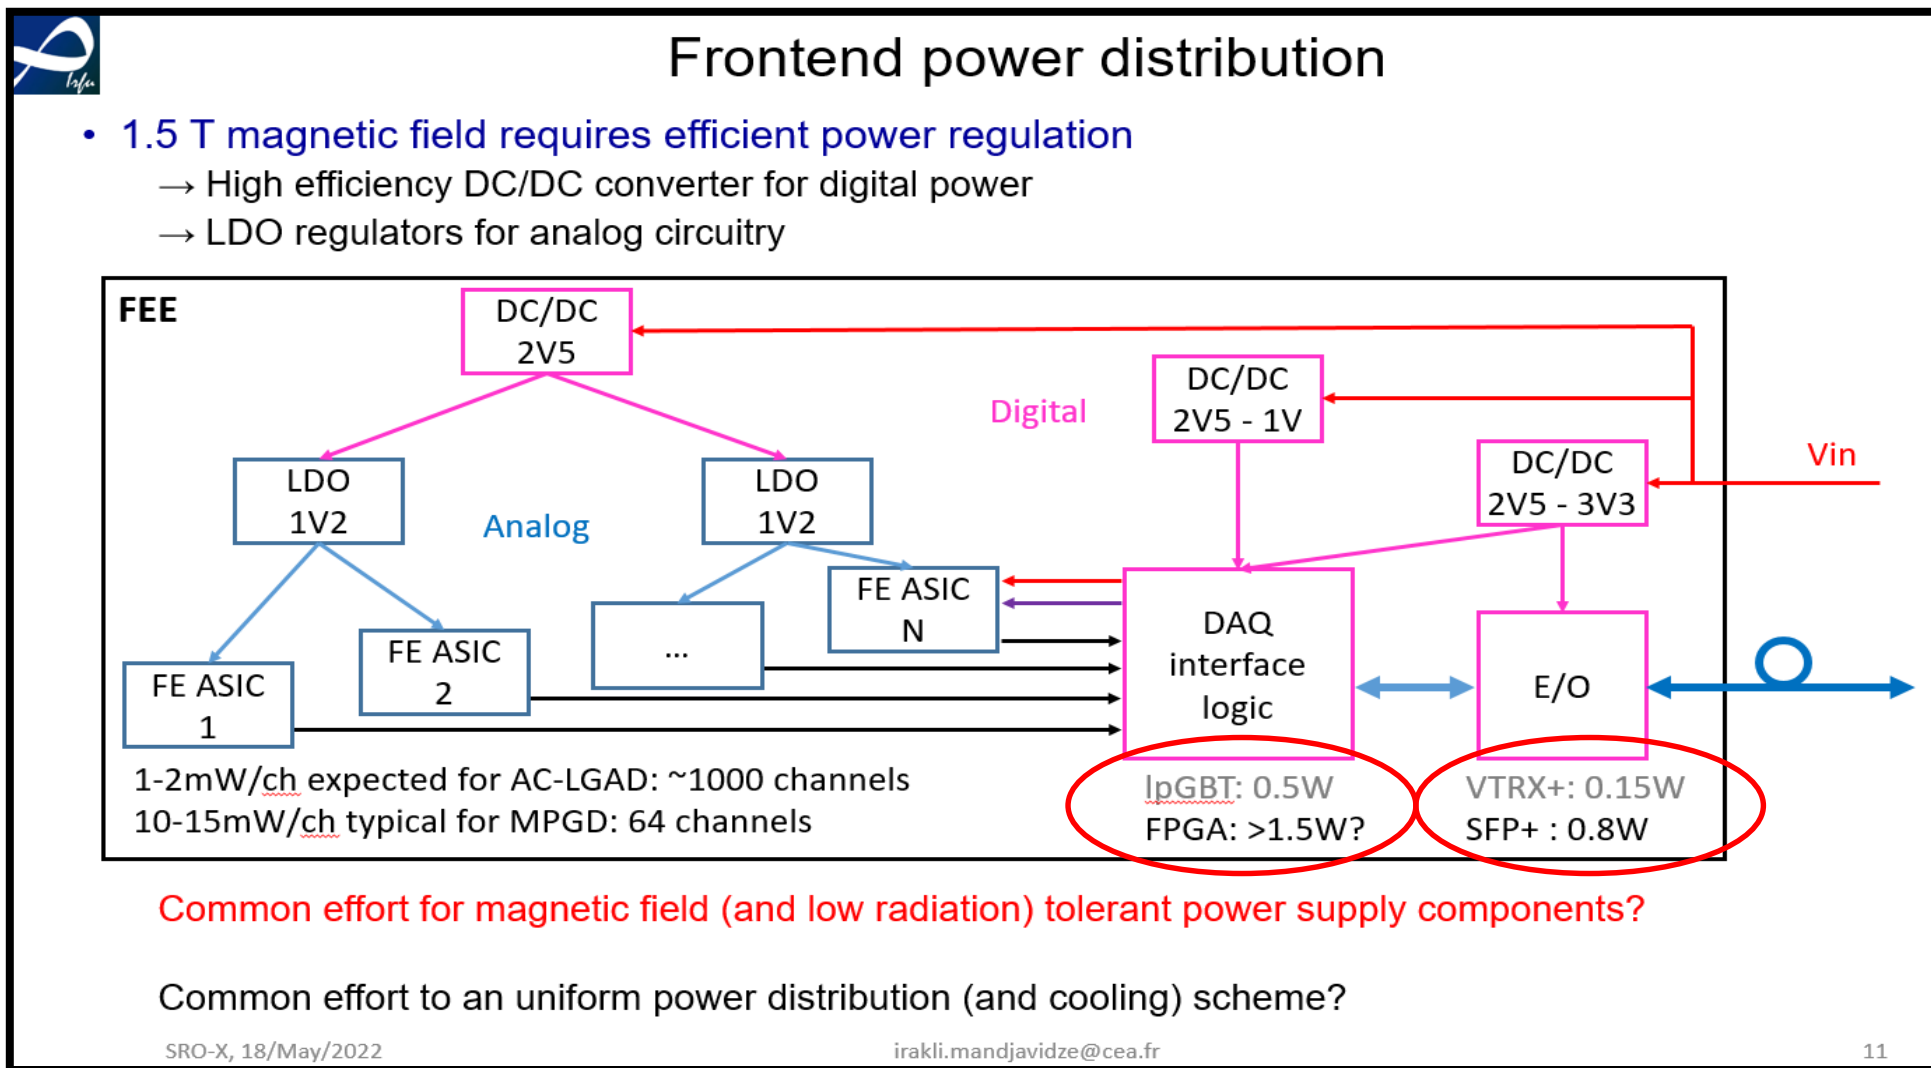 Irfu
Frontend power distribution
• 1.5 T magnetic field requires efficient power regulation
→ High efficiency DC/DC converter for digital power
→ LDO regulators for analog circuitry
FEE
DC/DC
2V5
DC/DC
2V5 - 1V
Digital
DC/DC
2V5 - 3V3
Vin
LDO
1V2
Analog
LDO
1V2
FE ASIC
1
FE ASIC
2
...
FE ASIC
N
DAQ
interface
logic
E/O
1-2mW/ch expected for AC-LGAD: ~1000 channels
10-15mW/ch typical for MPGD: 64 channels
lpGBT: 0.5W
FPGA: >1.5W?
VTRX+: 0.15W
SFP+ : 0.8W
Common effort for magnetic field (and low radiation) tolerant power supply components?
Common effort to an uniform power distribution (and cooling) scheme?
SRO-X, 18/May/2022
irakli.mandjavidze@cea.fr
11